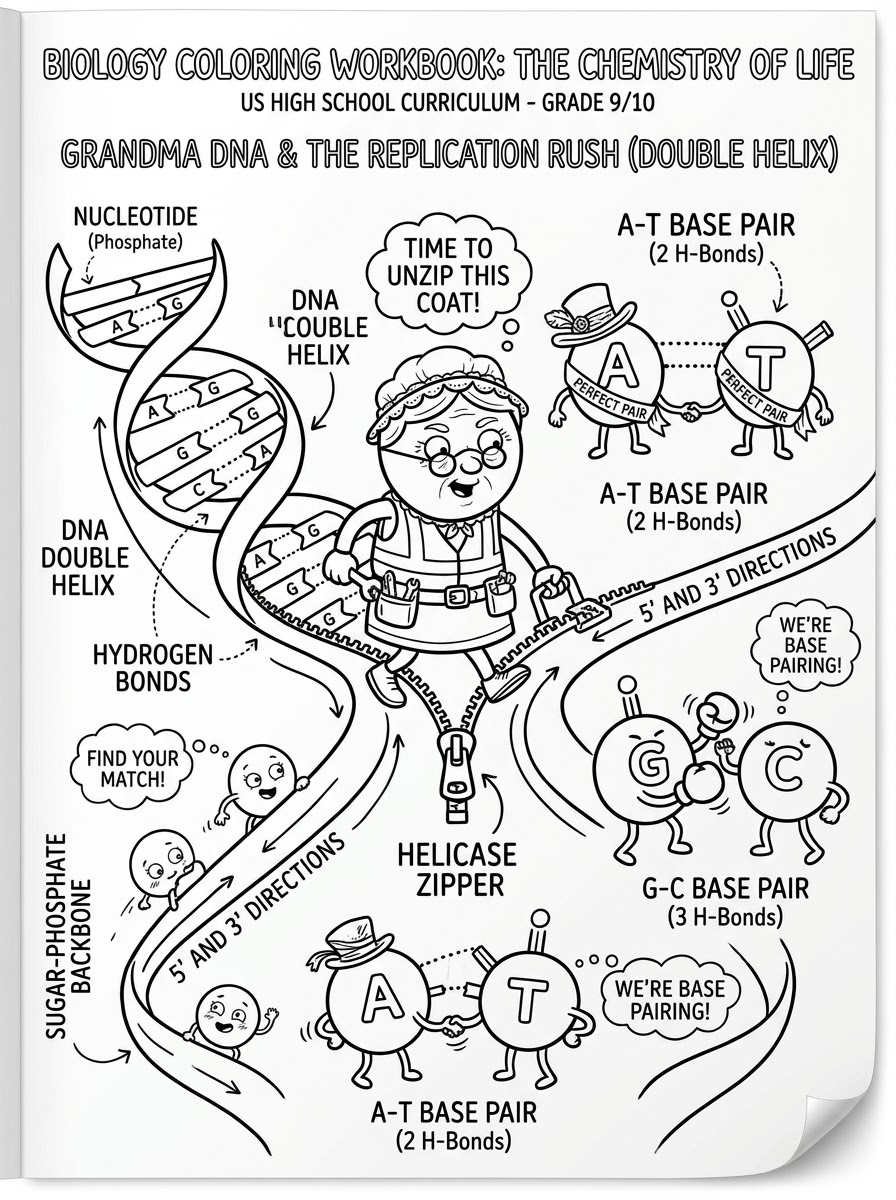 BIOLOGY COLORING WORKBOOK: THE CHEMISTRY OF LIFE
US HIGH SCHOOL CURRICULUM - GRADE 9/10
GRANDMA DNA & THE REPLICATION RUSH (DOUBLE HELIX)
NUCLEOTIDE
(Phosphate)
A G
DNA
"COUBLE
HELIX
TIME TO
UNZIP THIS
COAT!
A-T BASE PAIR
(2 H-Bonds)
A
PERFECT PAIR
T
PERFECT PAIR
A G
G
G
C A
A-T BASE PAIR
(2 H-Bonds)
DNA
DOUBLE
HELIX
A G
G
G
5' AND 3' DIRECTIONS
HYDROGEN
BONDS
WE'RE
BASE
PAIRING!
FIND YOUR
MATCH!
G
C
HELICASE
ZIPPER
G-C BASE PAIR
(3 H-Bonds)
SUGAR-PHOSPHATE
BACKBONE
5' AND 3' DIRECTIONS
A
T
WE'RE BASE
PAIRING!
A-T BASE PAIR
(2 H-Bonds)